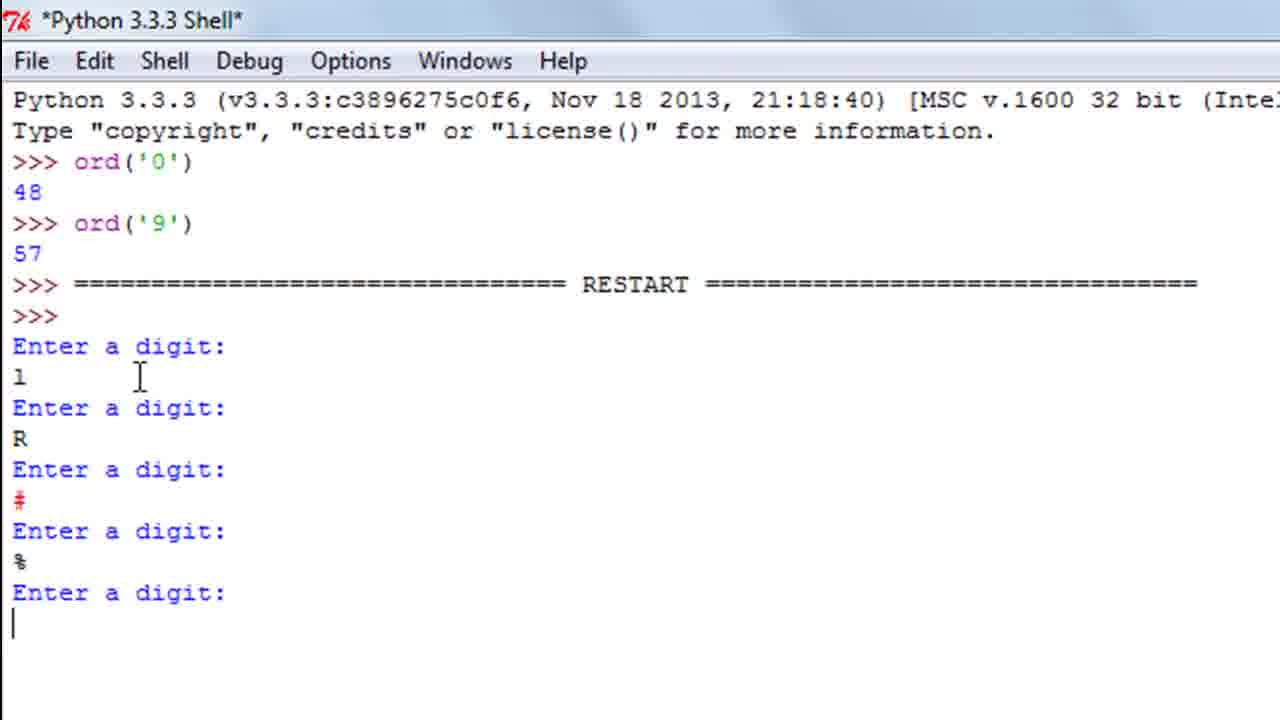 *Python 3.3.3 Shell*
File Edit Shell Debug Options Windows Help
Python 3.3.3 (v3.3.3:c3896275c0f6, Nov 18 2013, 21:18:40) [MSC v.1600 32 bit (Inte
Type "copyright", "credits" or "license()" for more information.
>>> ord('0')
48
>>> ord('9')
57
>>> ================================ RESTART ================================
>>>
Enter a digit:
l
Enter a digit:
R
Enter a digit:
#
Enter a digit:
%
Enter a digit: